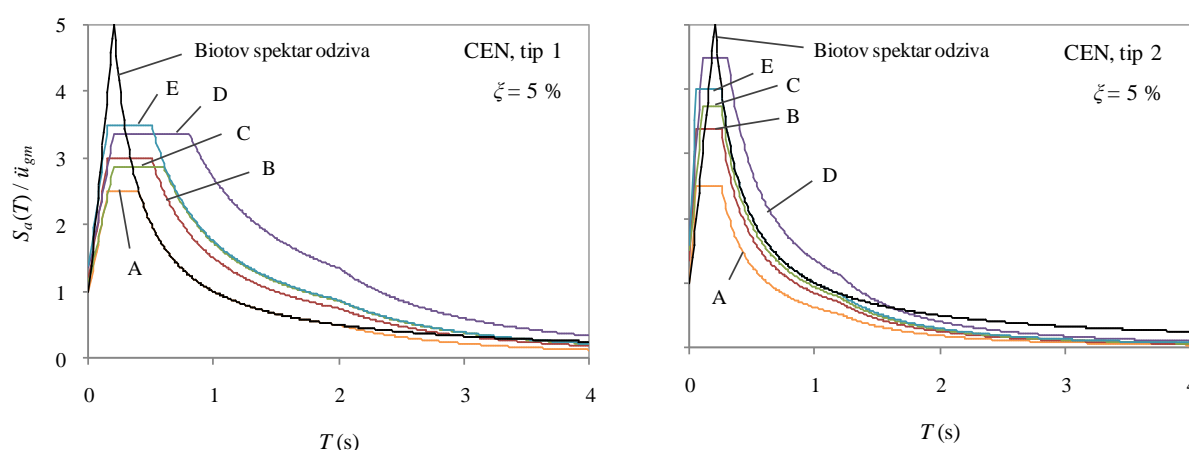 5
4
3
2
1
0
S_a(T) / ü_gm
Biotov spektar odziva
CEN, tip 1
ξ = 5 %
E
D
C
B
A
0
1
2
3
4
T (s)
Biotov spektar odziva
CEN, tip 2
ξ = 5 %
E
C
B
D
A
0
1
2
3
4
T (s)